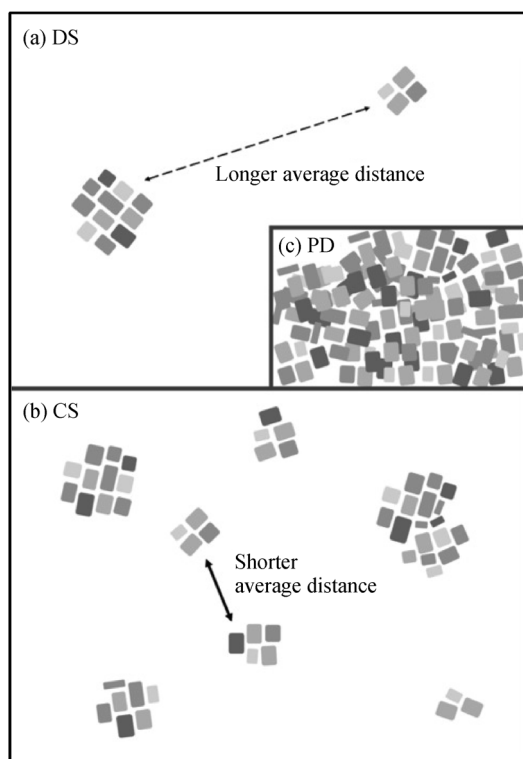 (a) DS
Longer average distance
(c) PD
(b) CS
Shorter
average distance